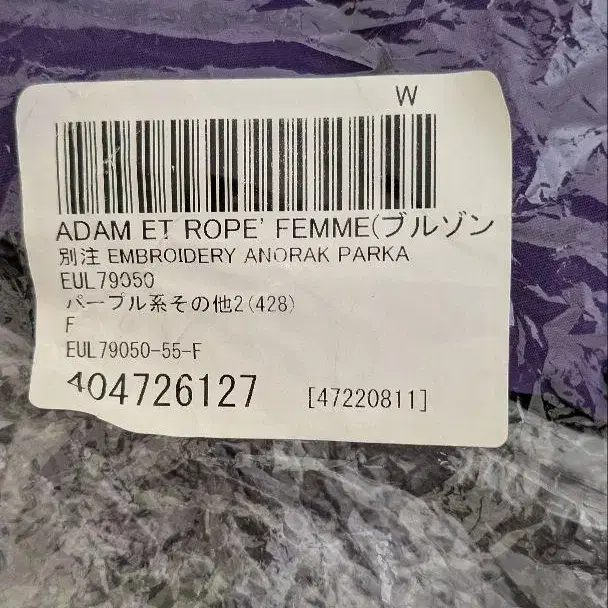 W
ADAM ET ROPE' FEMME(ブルゾン
別注 EMBROIDERY ANORAK PARKA
EUL79050
パープル系その他2(428)
F
EUL79050-55-F
404726127 [47220811]